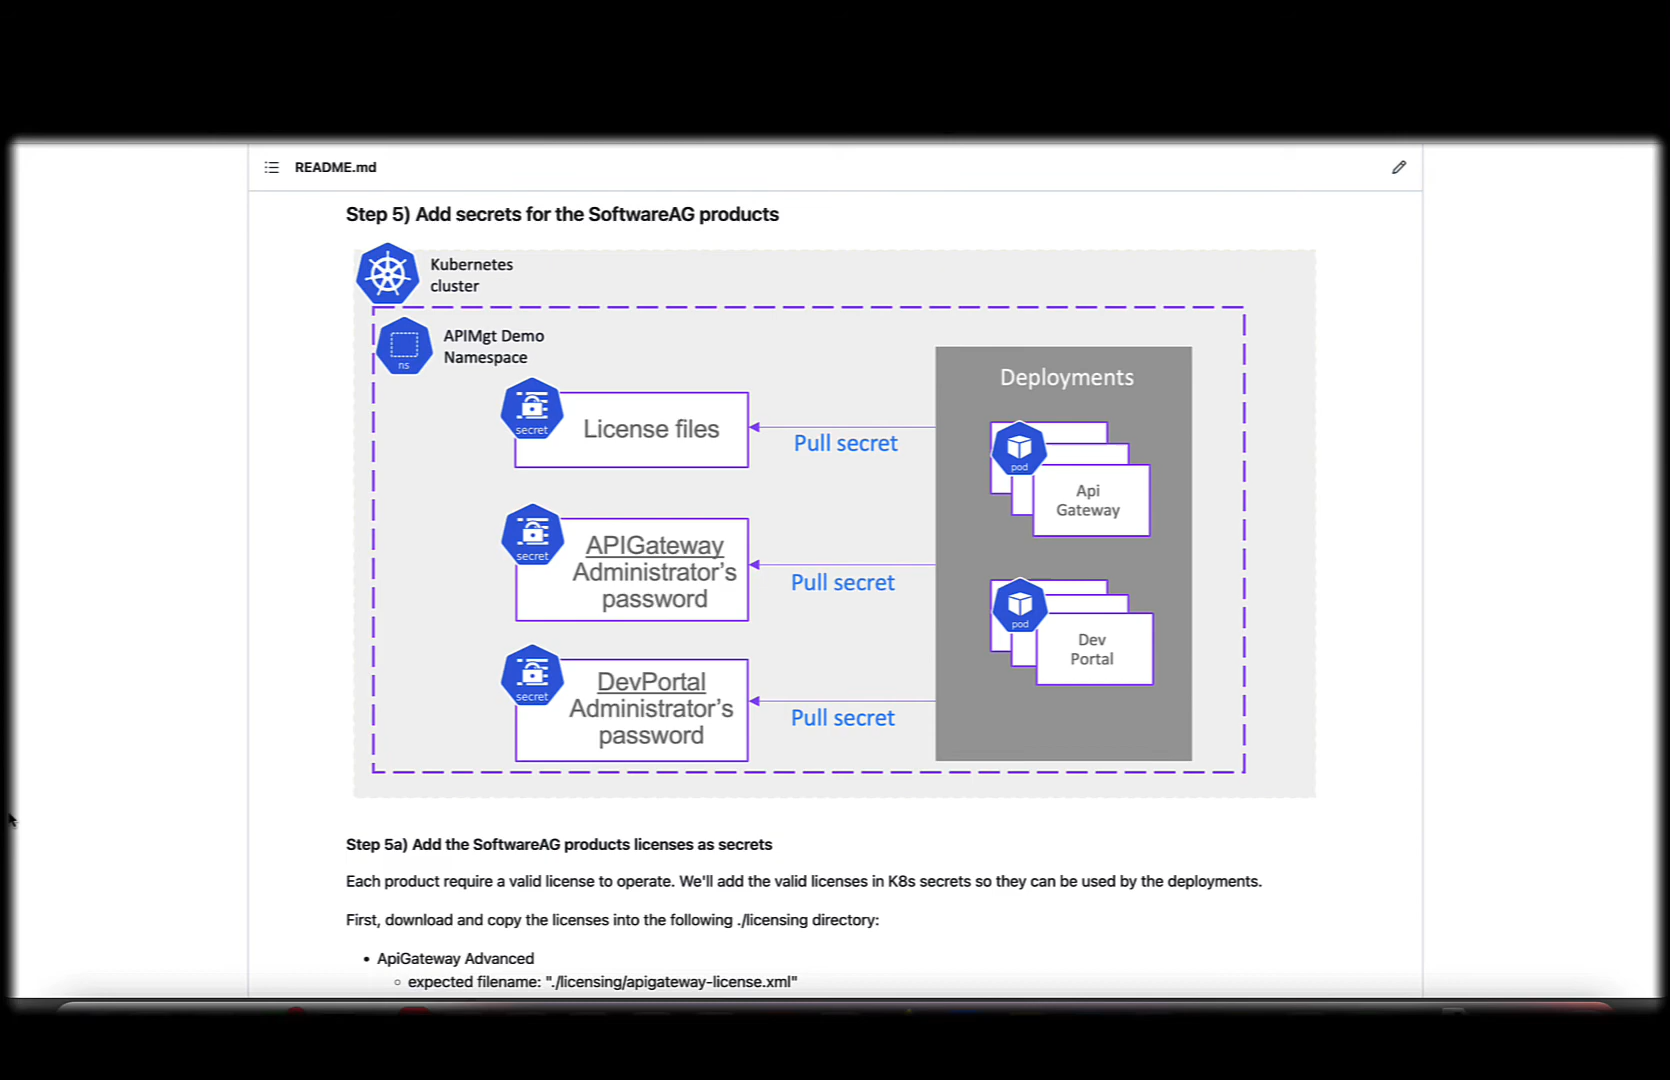 README.md
Step 5) Add secrets for the SoftwareAG products
Kubernetes
cluster
ns
APIMgt Demo
Namespace
Deployments
secret
License files
Pull secret
pod
Api
Gateway
secret
APIGateway
Administrator’s
password
Pull secret
pod
Dev
Portal
secret
DevPortal
Administrator’s
password
Pull secret
Step 5a) Add the SoftwareAG products licenses as secrets
Each product require a valid license to operate. We'll add the valid licenses in K8s secrets so they can be used by the deployments.
First, download and copy the licenses into the following ./licensing directory:
• ApiGateway Advanced
○ expected filename: "./licensing/apigateway-license.xml"